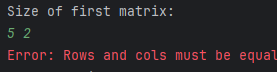 Size of first matrix:
5 2
Error: Rows and cols must be equal